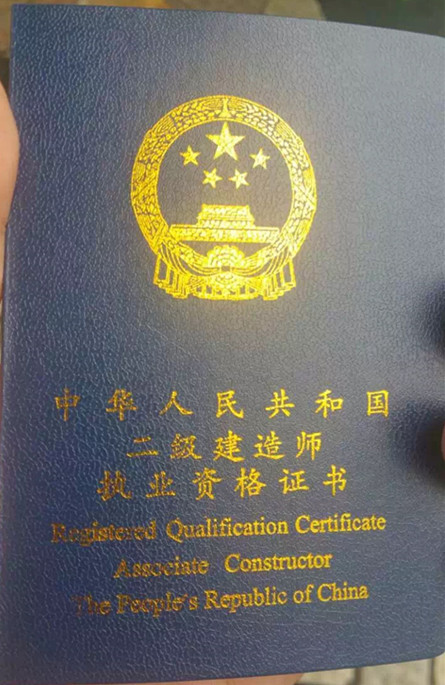 中华人民共和国
二级建造师
执业资格证书
Registered Qualification Certificate
Associate Constructor
The People's Republic of China